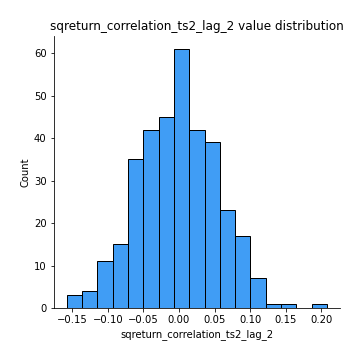 sqreturn_correlation_ts2_lag_2 value distribution
60
50
40
30
20
10
0
Count
−0.15 −0.10 −0.05 0.00 0.05 0.10 0.15 0.20
sqreturn_correlation_ts2_lag_2